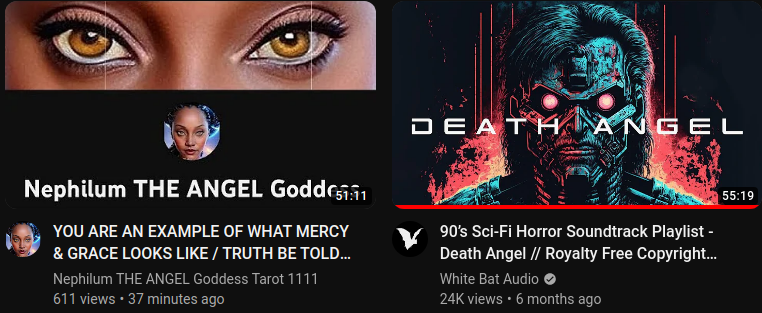 Nephilum THE ANGEL Goddess
51:11
YOU ARE AN EXAMPLE OF WHAT MERCY
& GRACE LOOKS LIKE / TRUTH BE TOLD...
Nephilum THE ANGEL Goddess Tarot 1111
611 views • 37 minutes ago
DEATH ANGEL
55:19
90's Sci-Fi Horror Soundtrack Playlist -
Death Angel // Royalty Free Copyright...
White Bat Audio
24K views • 6 months ago